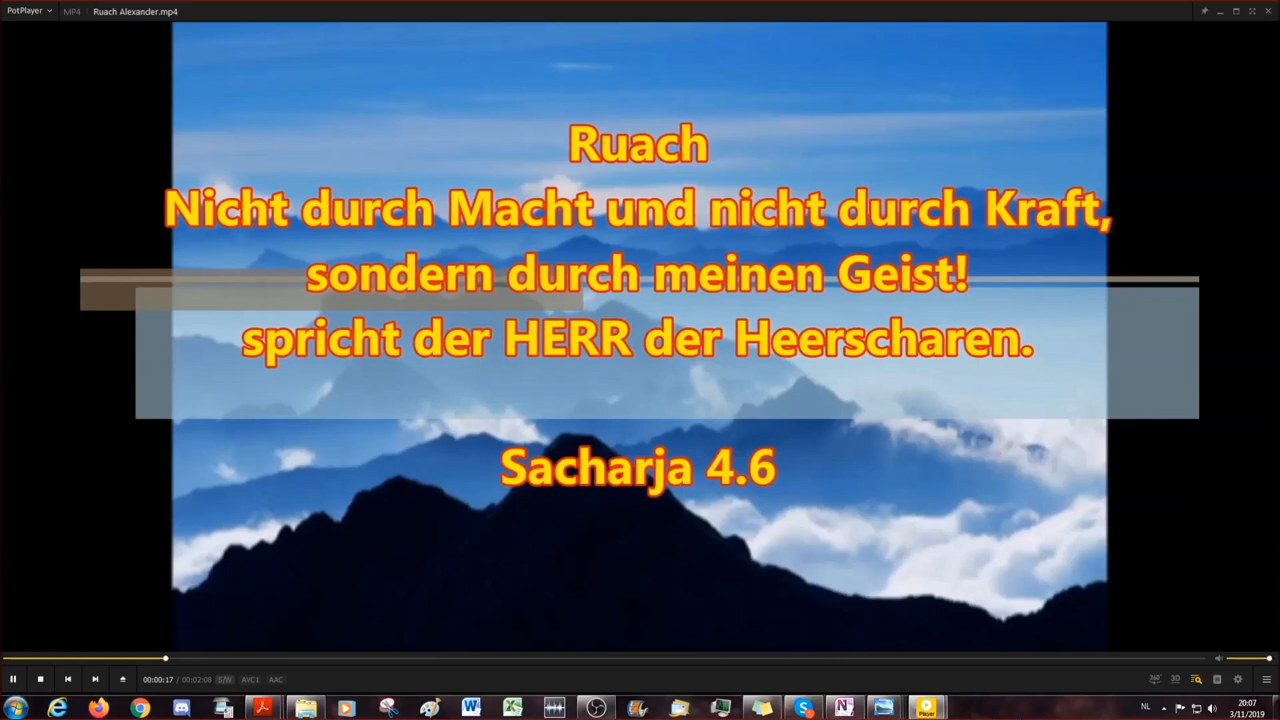 PotPlayer MP4 Ruach Alexander.mp4
Ruach
Nicht durch Macht und nicht durch Kraft,
sondern durch meinen Geist!
spricht der HERR der Heerscharen.
Sacharja 4.6
00:00:17 / 00:02:08 S/W AVC1 AAC
360° 3D
NL 20:07
3/11/2019